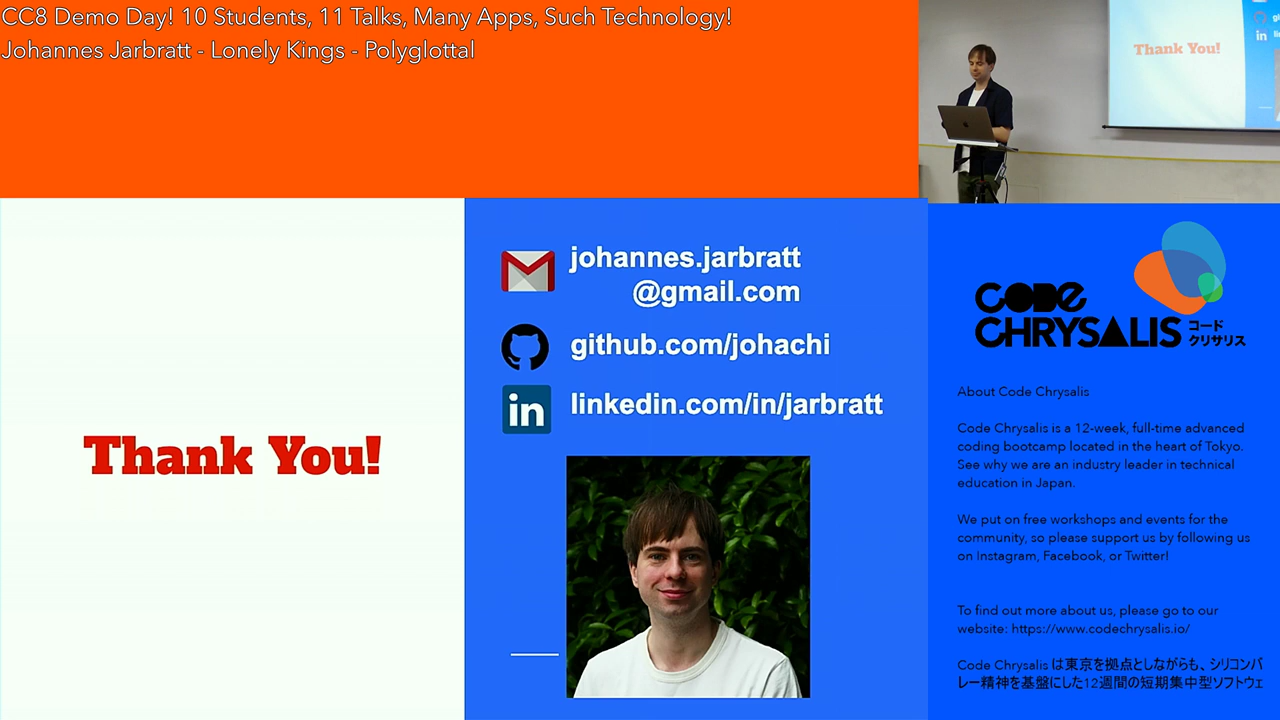 CC8 Demo Day! 10 Students, 11 Talks, Many Apps, Such Technology!
Johannes Jarbratt - Lonely Kings - Polyglottal
Thank You!
in
Thank You!
johannes.jarbratt
@gmail.com
github.com/johachi
in
linkedin.com/in/jarbratt
CODE
CHRYSALIS
コード
クリサリス
About Code Chrysalis
Code Chrysalis is a 12-week, full-time advanced
coding bootcamp located in the heart of Tokyo.
See why we are an industry leader in technical
education in Japan.
We put on free workshops and events for the
community, so please support us by following us
on Instagram, Facebook, or Twitter!
To find out more about us, please go to our
website: https://www.codechrysalis.io/
Code Chrysalis は東京を拠点としながらも、シリコンバ
レー精神を基盤にした12週間の短期集中型ソフトウェ